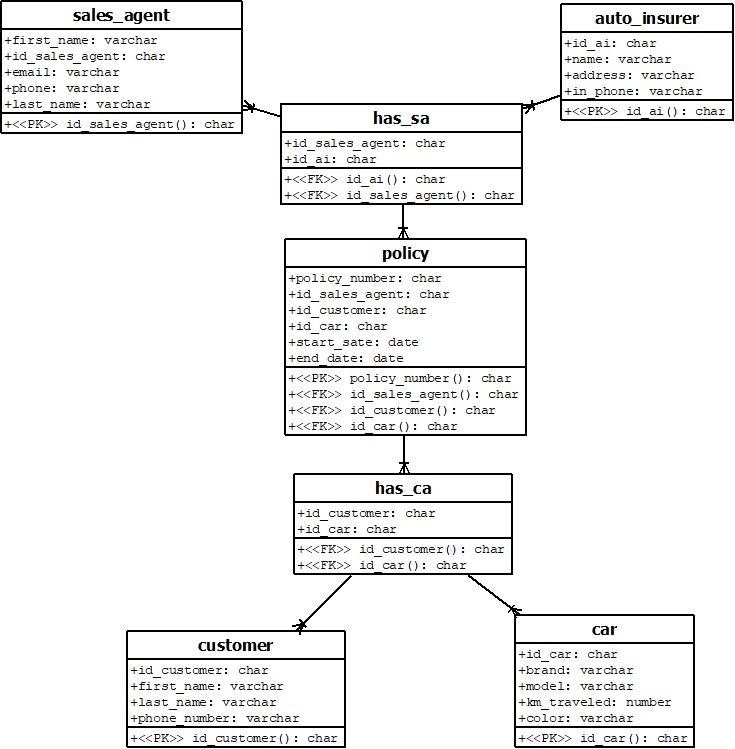 sales_agent
+first_name: varchar
+id_sales_agent: char
+email: varchar
+phone: varchar
+last_name: varchar
+<<PK>> id_sales_agent(): char
auto_insurer
+id_ai: char
+name: varchar
+address: varchar
+in_phone: varchar
+<<PK>> id_ai(): char
has_sa
+id_sales_agent: char
+id_ai: char
+<<FK>> id_ai(): char
+<<FK>> id_sales_agent(): char
policy
+policy_number: char
+id_sales_agent: char
+id_customer: char
+id_car: char
+start_sate: date
+end_date: date
+<<PK>> policy_number(): char
+<<FK>> id_sales_agent(): char
+<<FK>> id_customer(): char
+<<FK>> id_car(): char
has_ca
+id_customer: char
+id_car: char
+<<FK>> id_customer(): char
+<<FK>> id_car(): char
customer
+id_customer: char
+first_name: varchar
+last_name: varchar
+phone_number: varchar
+<<PK>> id_customer(): char
car
+id_car: char
+brand: varchar
+model: varchar
+km_traveled: number
+color: varchar
+<<PK>> id_car(): char